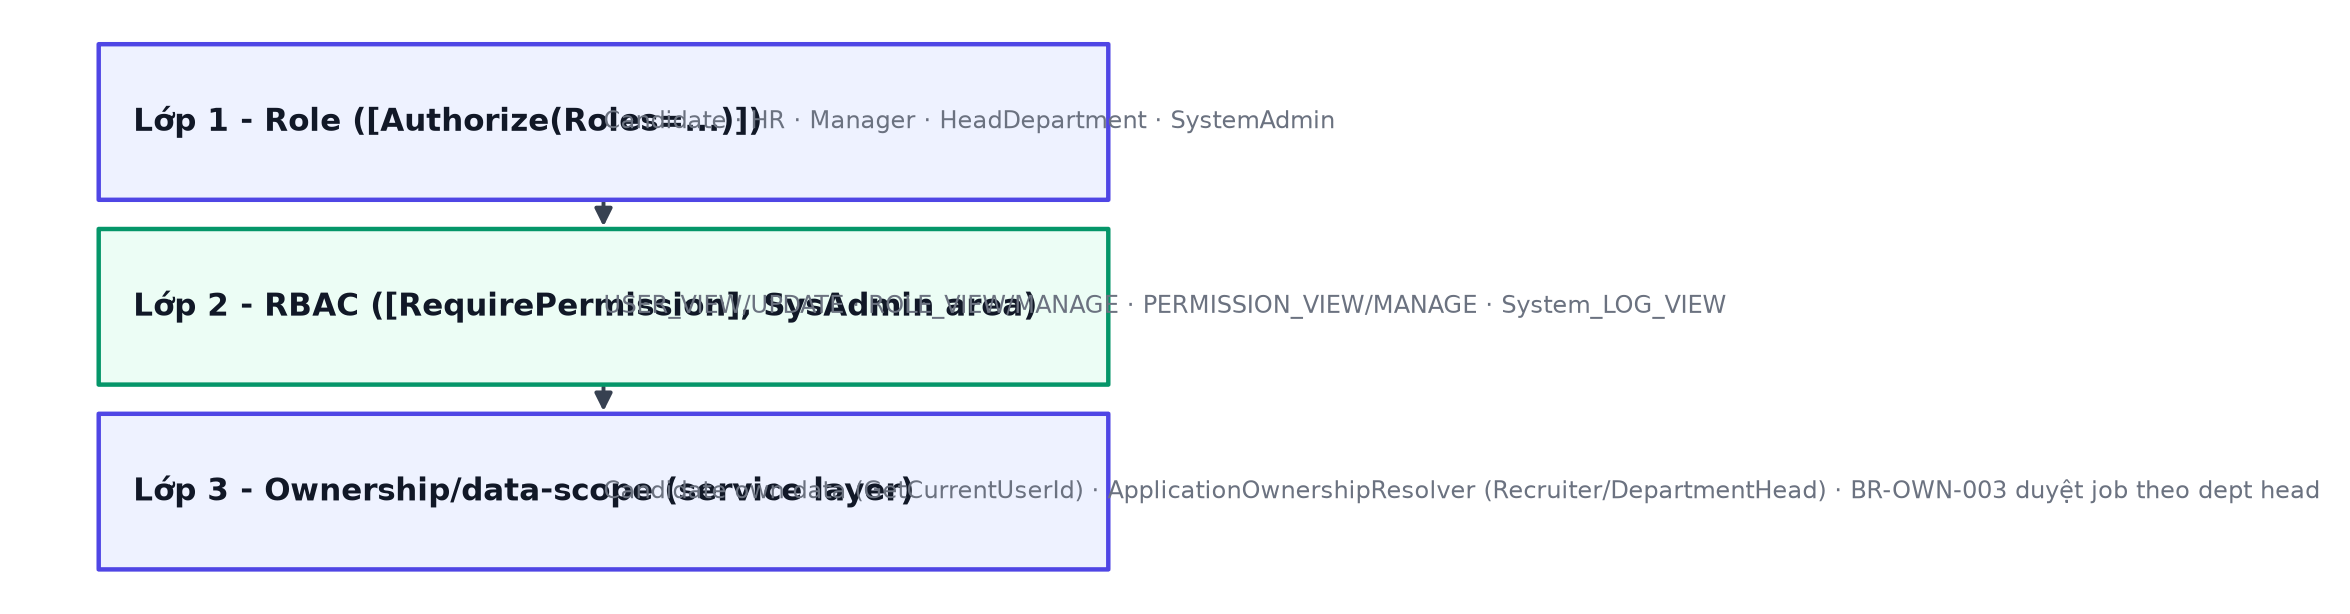 Lớp 1 - Role ([Authorize(Roles=...)])
Candidate · HR · Manager · HeadDepartment · SystemAdmin
Lớp 2 - RBAC ([RequirePermission], SysAdmin area)
USER_VIEW/UPDATE · ROLE_VIEW/MANAGE · PERMISSION_VIEW/MANAGE · System_LOG_VIEW
Lớp 3 - Ownership/data-scope (service layer)
Candidate own data (GetCurrentUserId) · ApplicationOwnershipResolver (Recruiter/DepartmentHead) · BR-OWN-003 duyệt job theo dept head